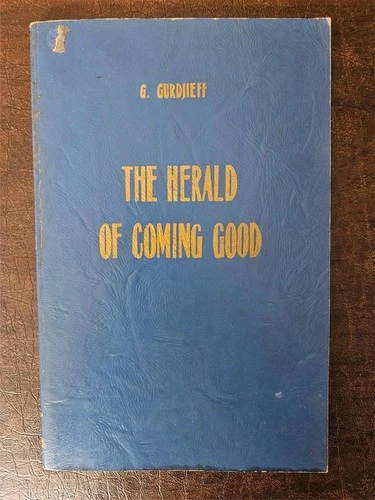 G. GURDJIEFF
THE HERALD
OF COMING GOOD